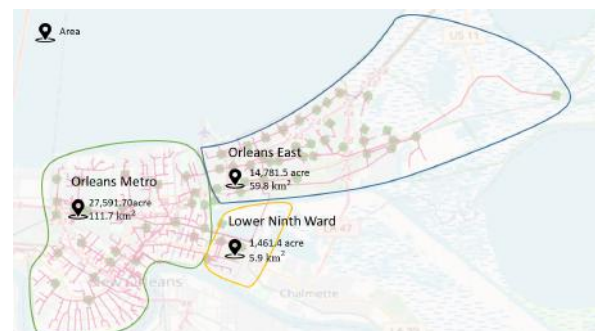 Area
US 11
Orleans East
14,781.5 acre
59.8 km²
Orleans Metro
27,591.70acre
111.7 km²
Lower Ninth Ward
1,461.4 acre
5.9 km²
47
New Orleans
Chalmette